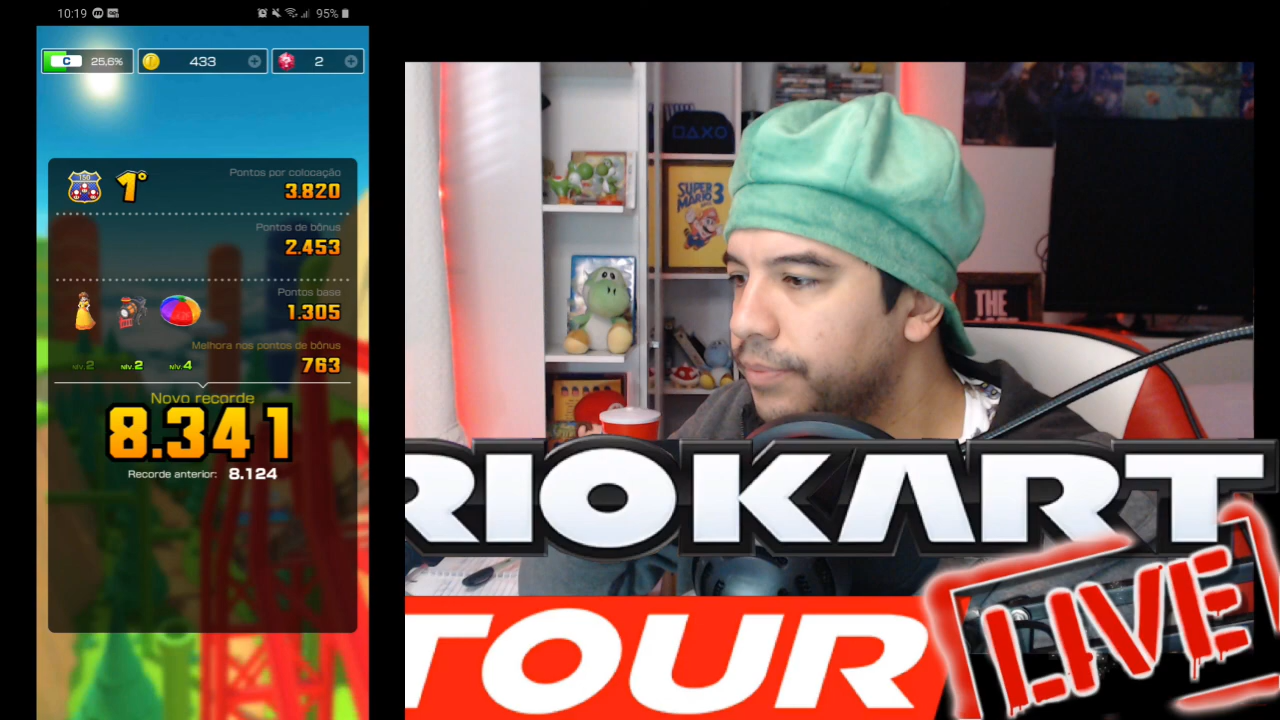 10:19
95%
C 25,6%
433
2
150
1°
Pontos por colocação
3.820
Pontos de bônus
2.453
Pontos base
1.305
Melhora nos pontos de bônus
NÍV.2 NÍV.2 NÍV.4
763
Novo recorde
8.341
Recorde anterior: 8.124
SUPER
MARIO 3
THE
RIOKART
TOUR
LIVE